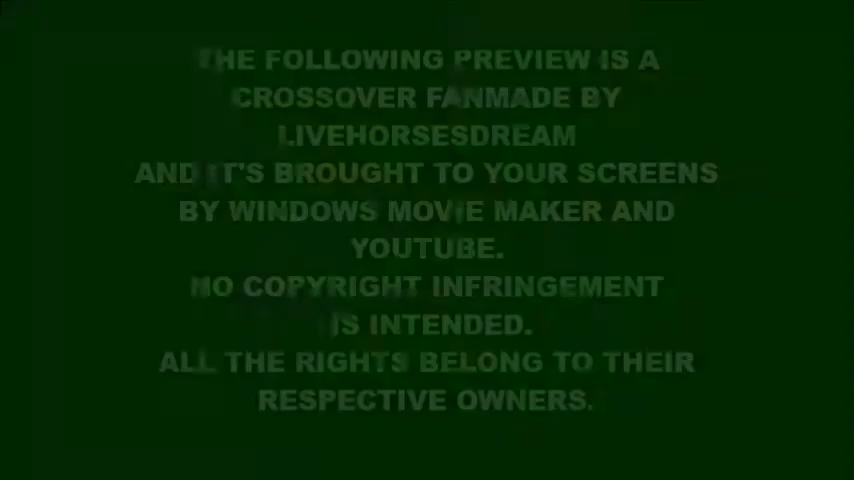 THE FOLLOWING PREVIEW IS A
CROSSOVER FANMADE BY
LIVEHORSESDREAM
AND IT'S BROUGHT TO YOUR SCREENS
BY WINDOWS MOVIE MAKER AND
YOUTUBE.
NO COPYRIGHT INFRINGEMENT
IS INTENDED.
ALL THE RIGHTS BELONG TO THEIR
RESPECTIVE OWNERS.